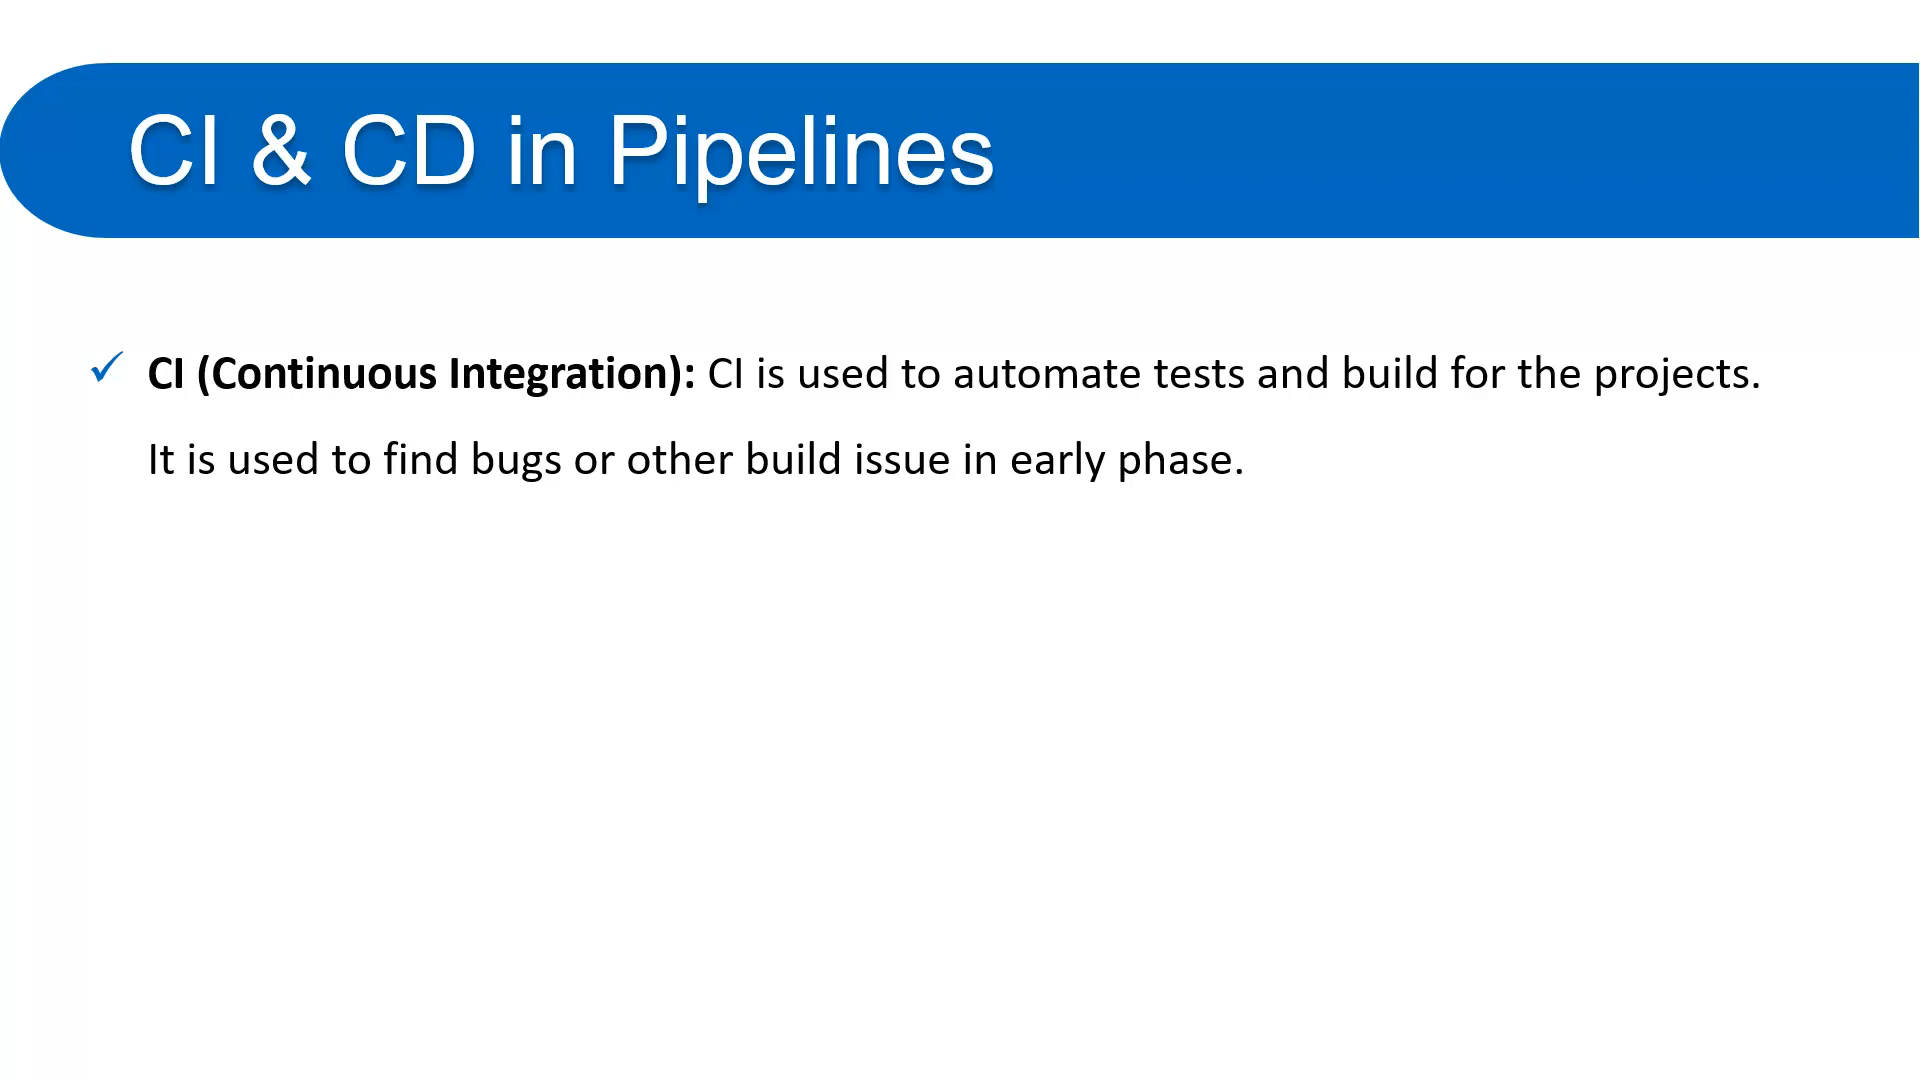 CI & CD in Pipelines
CI (Continuous Integration): CI is used to automate tests and build for the projects.
It is used to find bugs or other build issue in early phase.